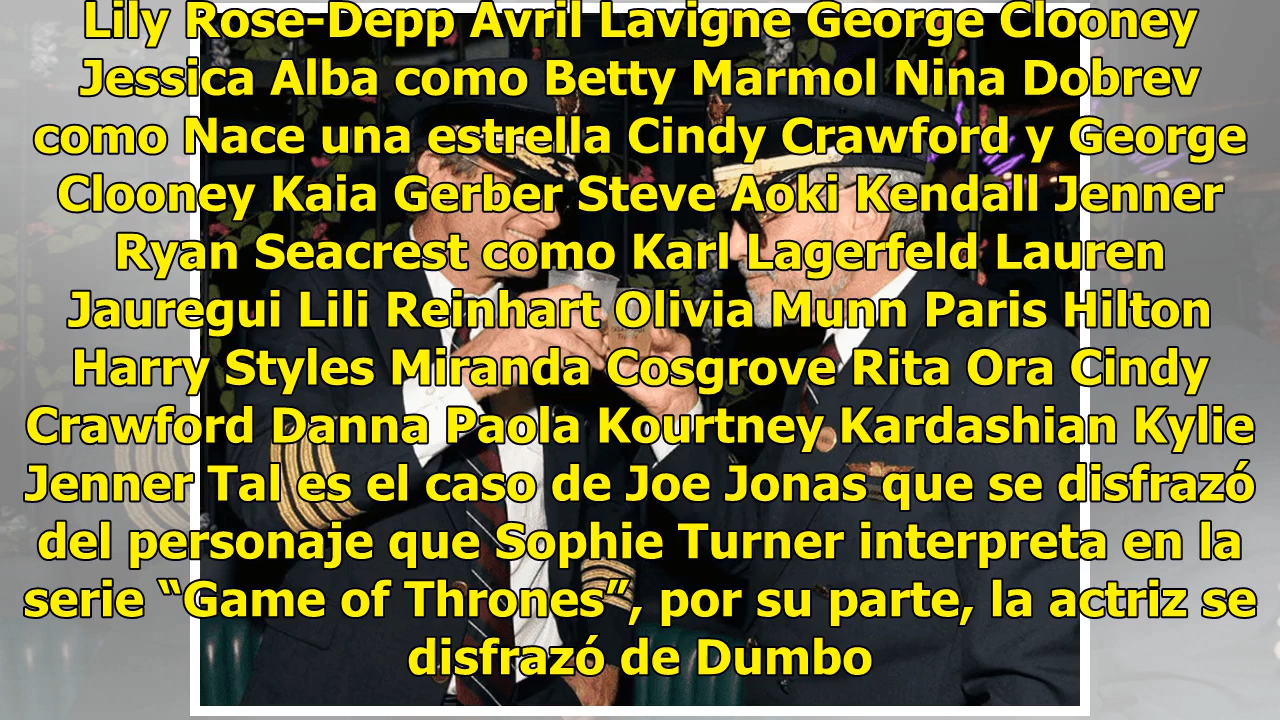 Lily Rose-Depp Avril Lavigne George Clooney
Jessica Alba como Betty Marmol Nina Dobrev
como Nace una estrella Cindy Crawford y George
Clooney Kaia Gerber Steve Aoki Kendall Jenner
Ryan Seacrest como Karl Lagerfeld Lauren
Jauregui Lili Reinhart Olivia Munn Paris Hilton
Harry Styles Miranda Cosgrove Rita Ora Cindy
Crawford Danna Paola Kourtney Kardashian Kylie
Jenner Tal es el caso de Joe Jonas que se disfrazó
del personaje que Sophie Turner interpreta en la
serie “Game of Thrones”, por su parte, la actriz se
disfrazó de Dumbo